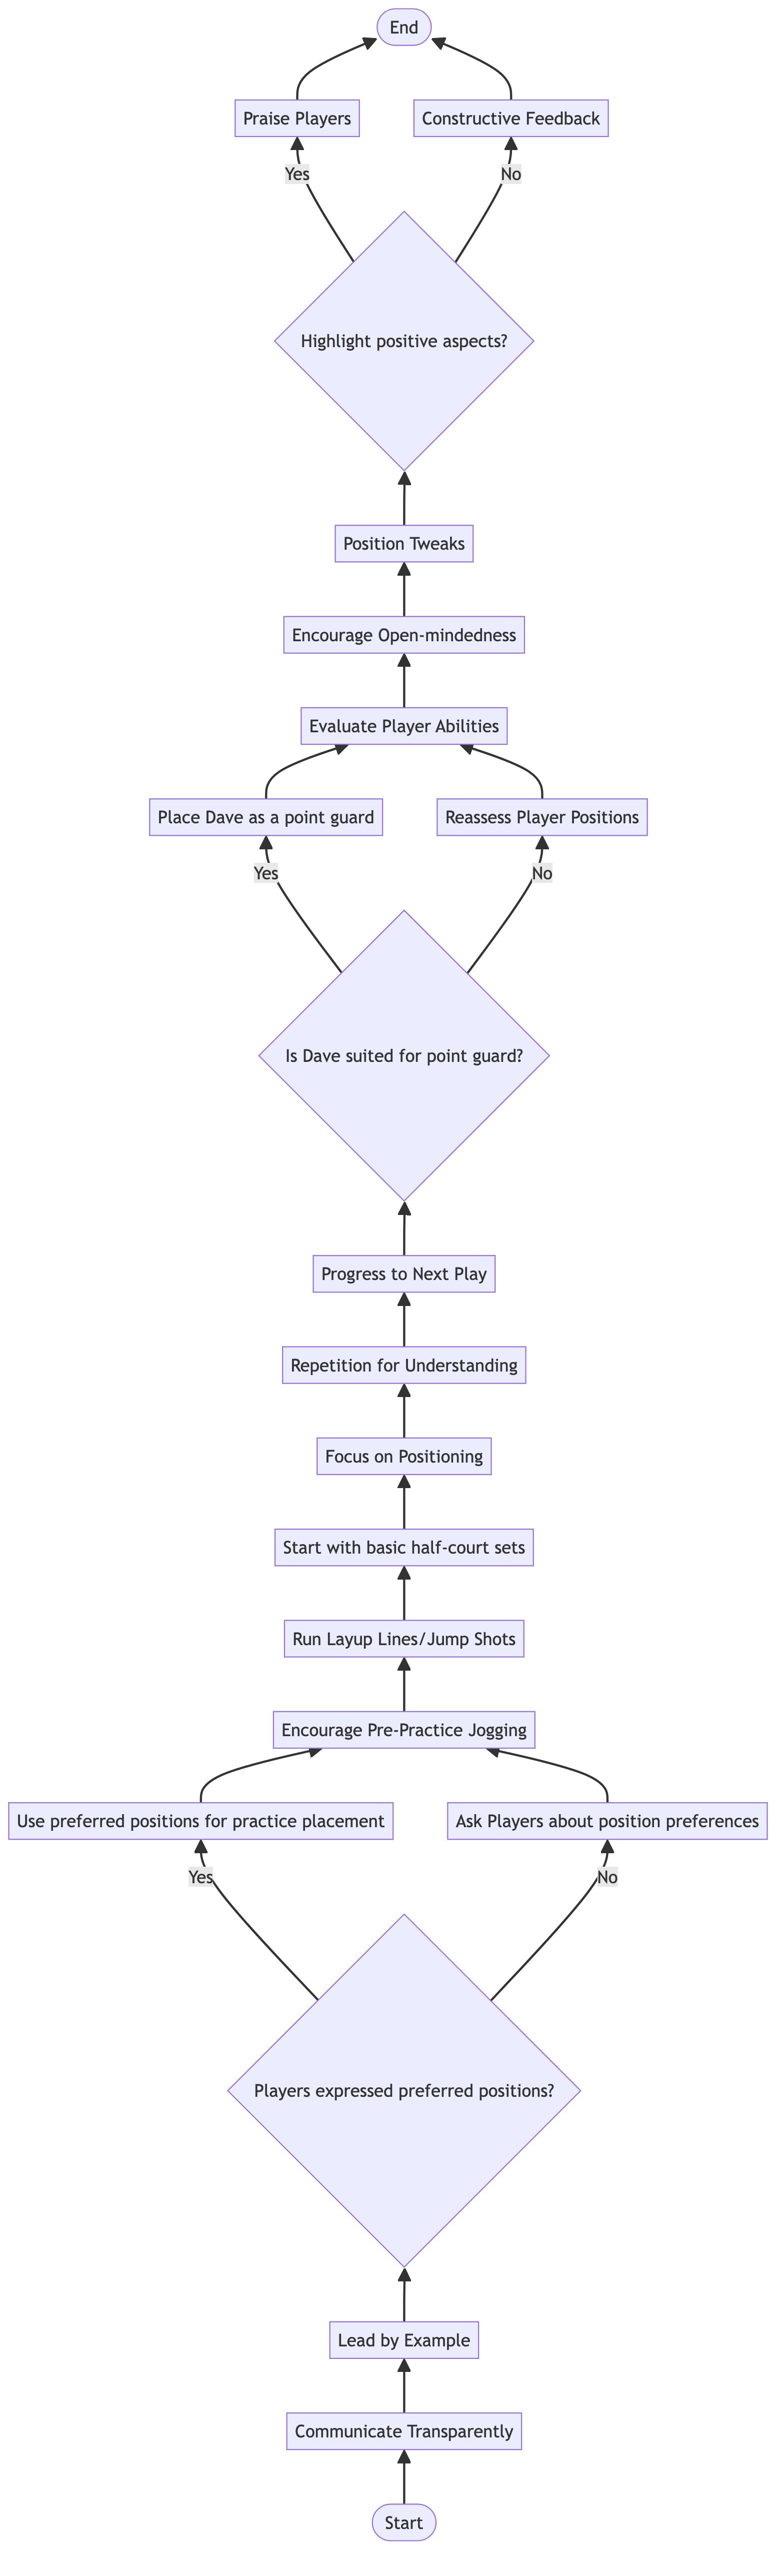 End
Praise Players
Constructive Feedback
Yes
No
Highlight positive aspects?
Position Tweaks
Encourage Open-mindedness
Evaluate Player Abilities
Place Dave as a point guard
Reassess Player Positions
Yes
No
Is Dave suited for point guard?
Progress to Next Play
Repetition for Understanding
Focus on Positioning
Start with basic half-court sets
Run Layup Lines/Jump Shots
Encourage Pre-Practice Jogging
Use preferred positions for practice placement
Ask Players about position preferences
Yes
No
Players expressed preferred positions?
Lead by Example
Communicate Transparently
Start